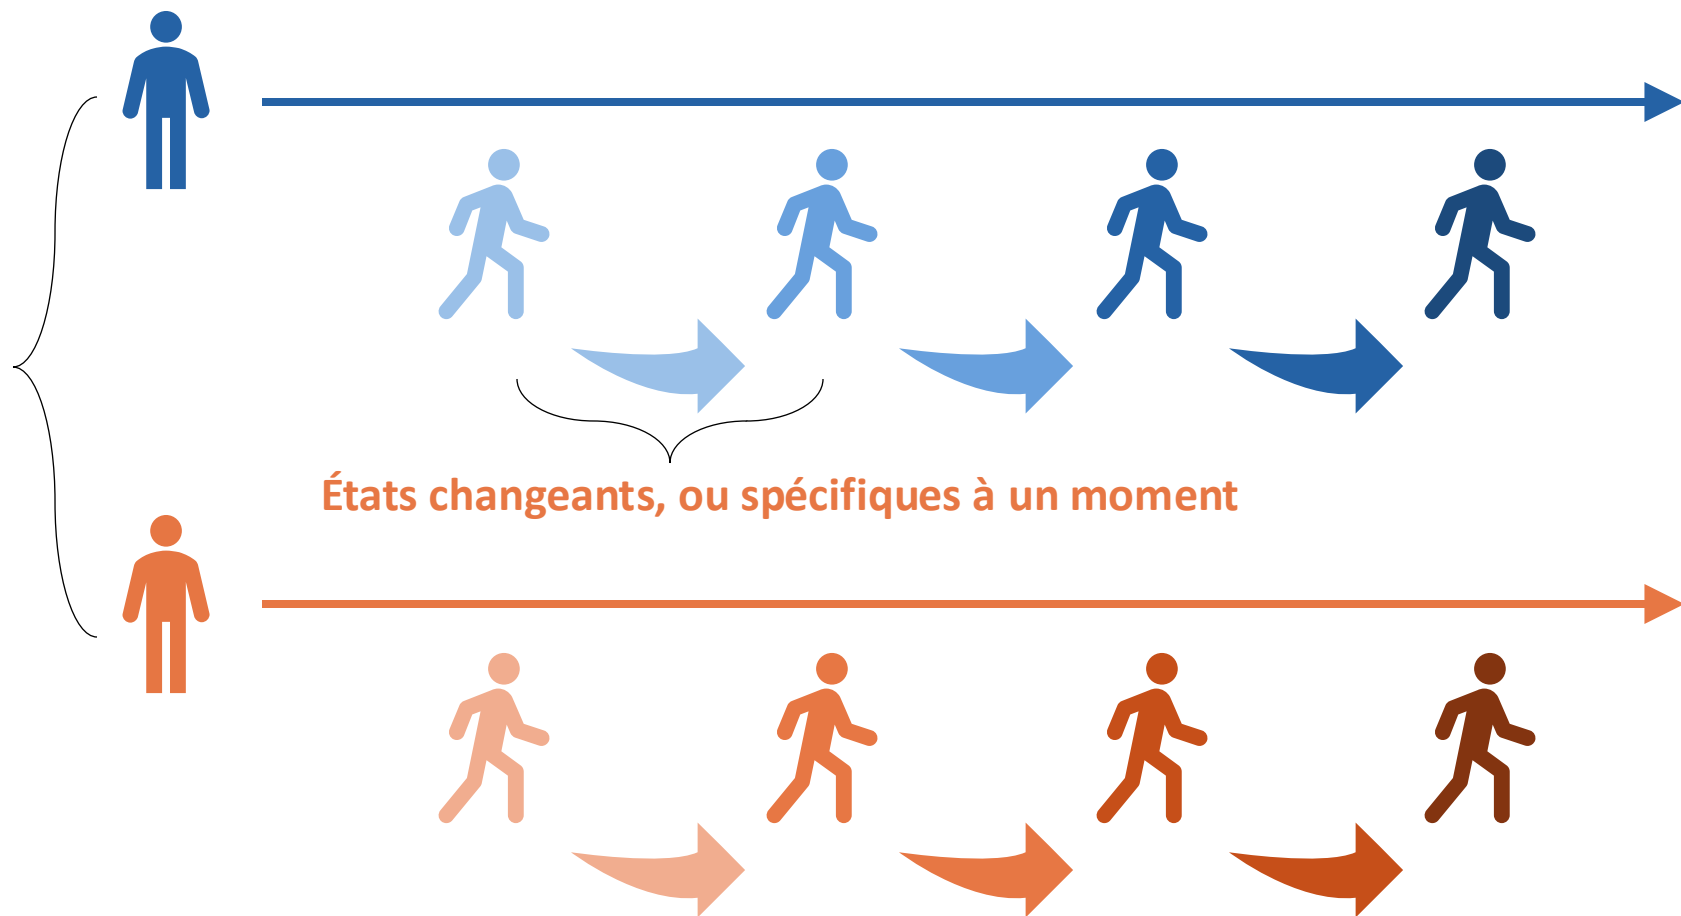 États changeants, ou spécifiques à un moment